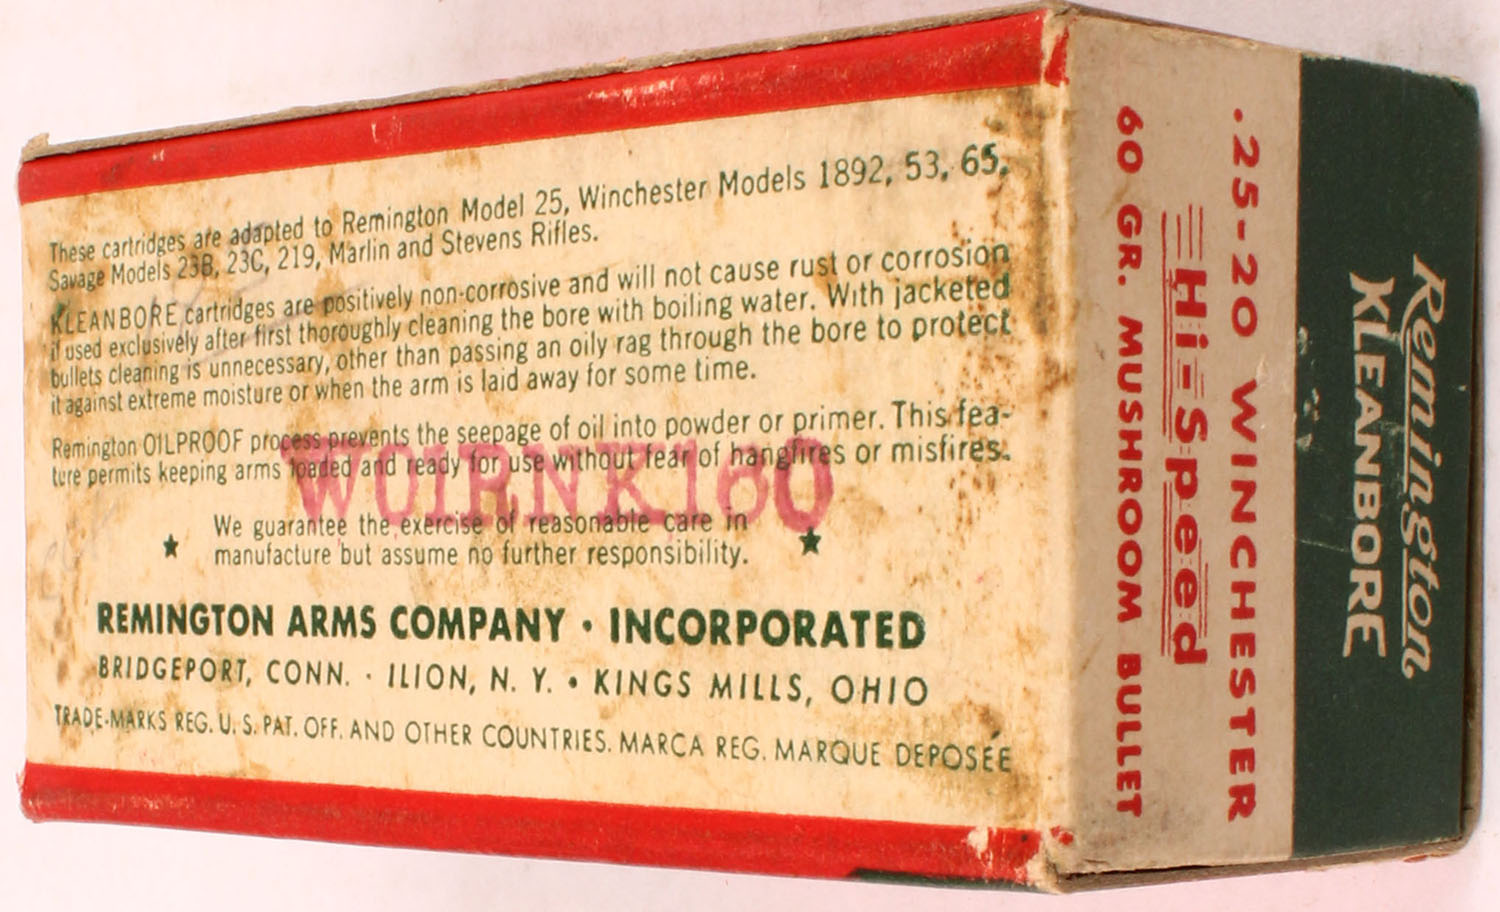 These cartridges are adapted to Remington Model 25, Winchester Models 1892, 53, 65,
Savage Models 23B, 23C, 219, Marlin and Stevens Rifles.
KLEANBORE cartridges are positively non-corrosive and will not cause rust or corrosion
if used exclusively after first thoroughly cleaning the bore with boiling water. With jacketed
bullets cleaning is unnecessary, other than passing an oily rag through the bore to protect
it against extreme moisture or when the arm is laid away for some time.
Remington OILPROOF process prevents the seepage of oil into powder or primer. This fea-
ture permits keeping arms loaded and ready for use without fear of hangfires or misfires.
W01RNK160
We guarantee the exercise of reasonable care in
manufacture but assume no further responsibility.
REMINGTON ARMS COMPANY · INCORPORATED
BRIDGEPORT, CONN. · ILION, N. Y. • KINGS MILLS, OHIO
TRADE-MARKS REG. U. S. PAT. OFF. AND OTHER COUNTRIES. MARCA REG. MARQUE DEPOSÉE
Remington
KLEANBORE
.25-20 WINCHESTER
Hi-Speed
60 GR. MUSHROOM BULLET